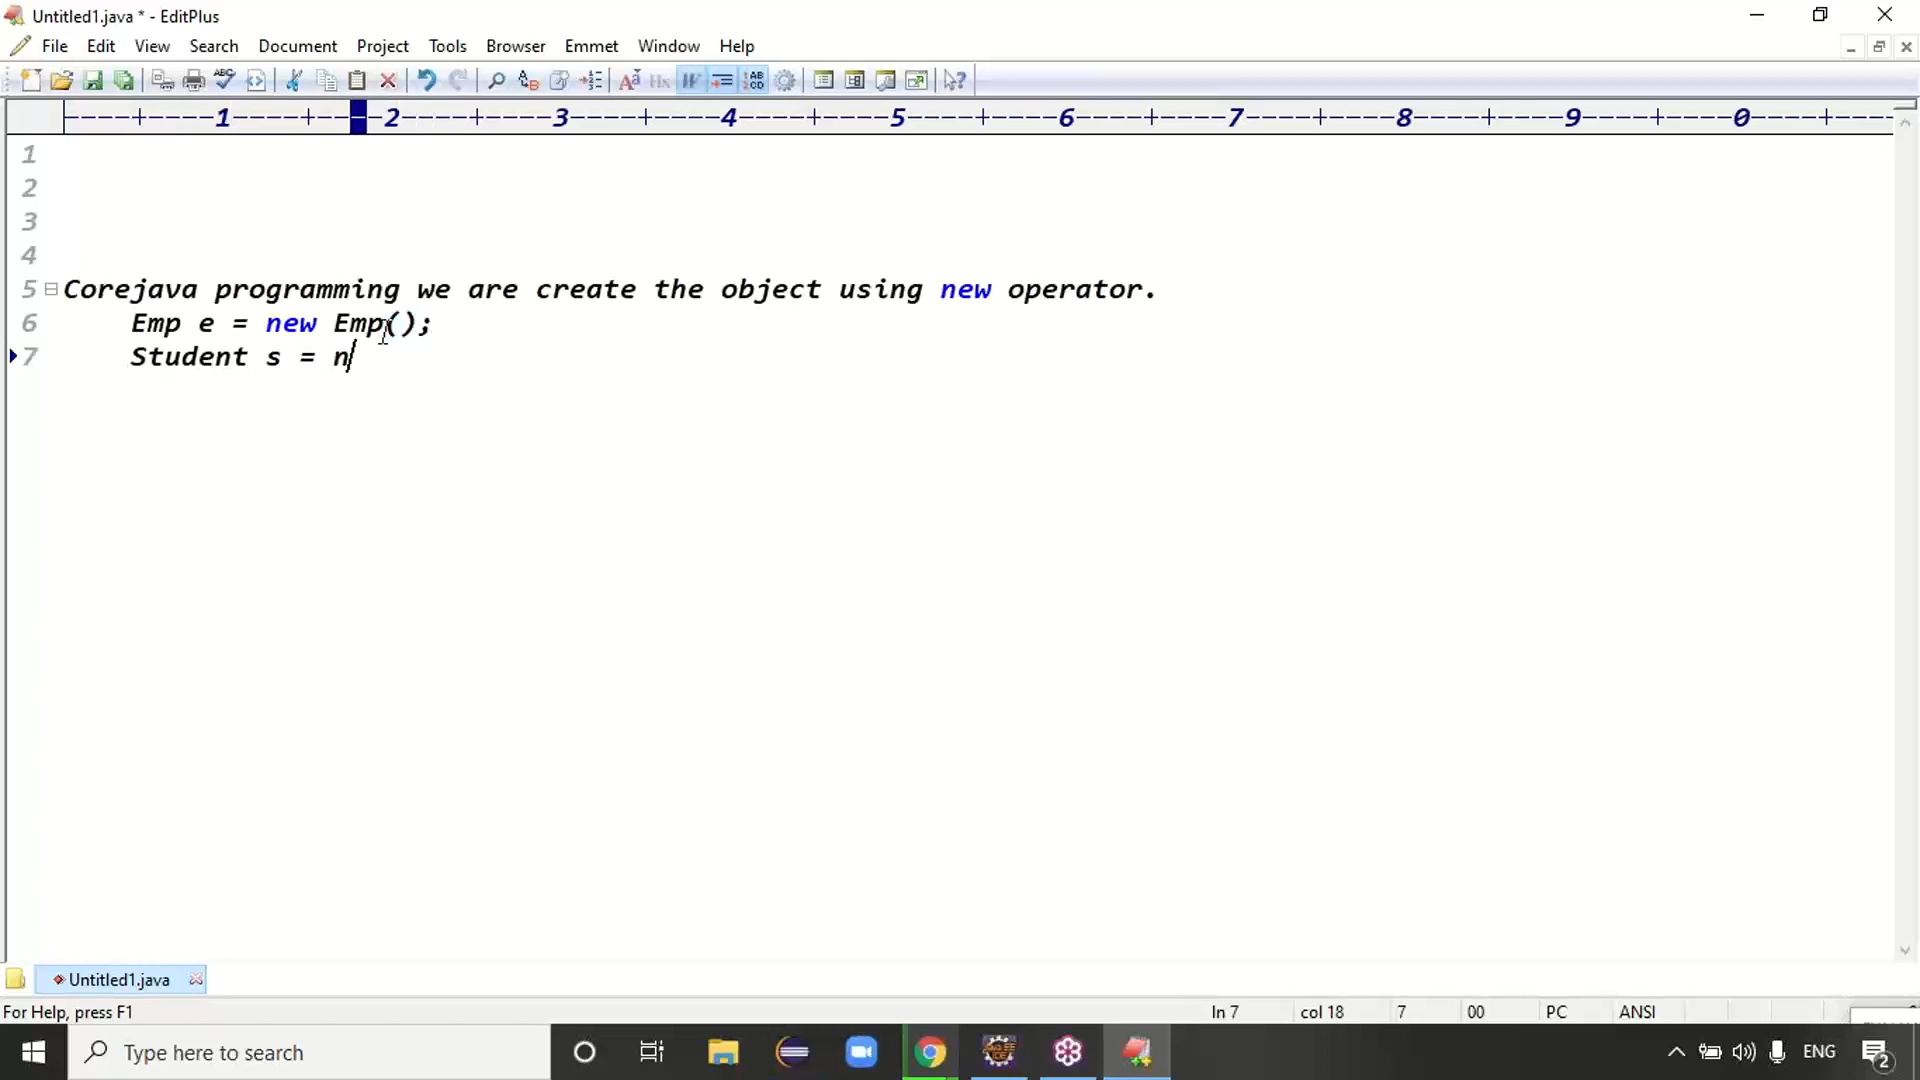 Untitled1.java * - EditPlus
File Edit View Search Document Project Tools Browser Emmet Window Help
----+----1----+----2----+----3----+----4----+----5----+----6----+----7----+----8----+----9----+----0----+----
1
2
3
4
5 Corejava programming we are create the object using new operator.
6 Emp e = new Emp();
7 Student s = n
Untitled1.java
For Help, press F1 ln 7 col 18 7 00 PC ANSI
Type here to search ENG 2